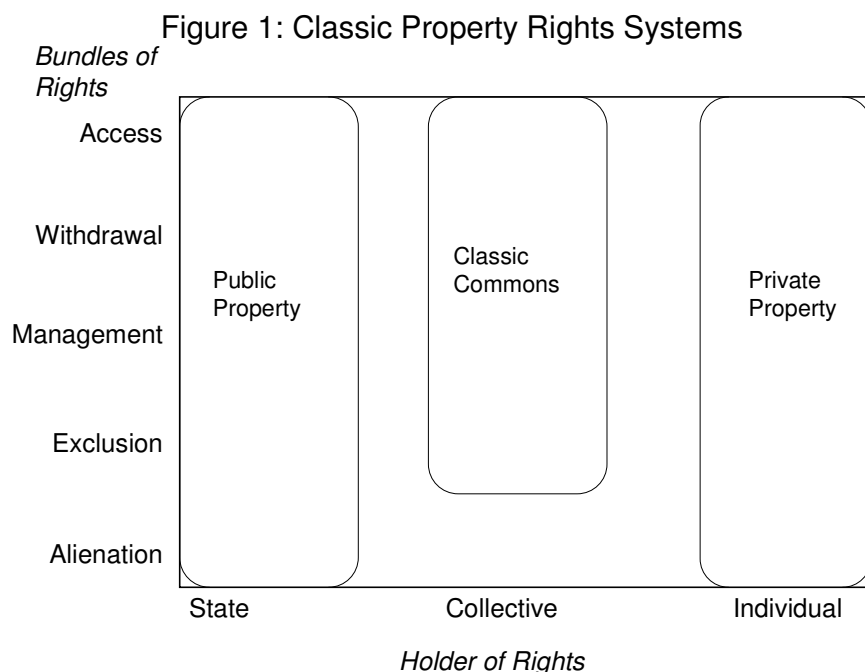 Figure 1: Classic Property Rights Systems
Bundles of
Rights
Access
Withdrawal
Management
Exclusion
Alienation
Public
Property
Classic
Commons
Private
Property
State
Collective
Individual
Holder of Rights